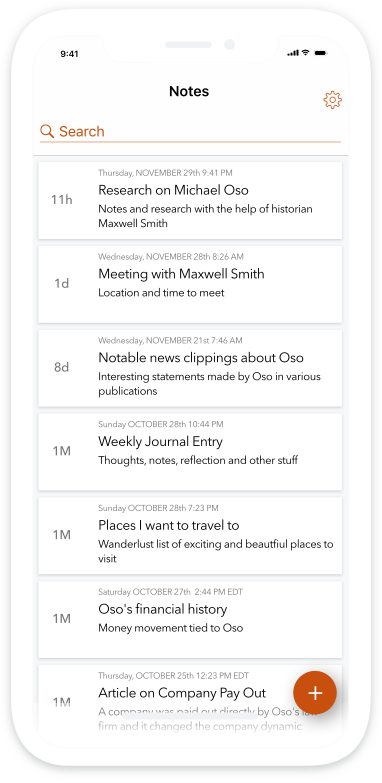 9:41
Notes
Search
Thursday, NOVEMBER 29th 9:41 PM
11h
Research on Michael Oso
Notes and research with the help of historian
Maxwell Smith
Wednesday, NOVEMBER 28th 8:26 AM
1d
Meeting with Maxwell Smith
Location and time to meet
Wednesday, NOVEMBER 21st 7:46 AM
8d
Notable news clippings about Oso
Interesting statements made by Oso in various
publications
Sunday OCTOBER 28th 10:44 PM
1M
Weekly Journal Entry
Thoughts, notes, reflection and other stuff
Sunday OCTOBER 28th 7:23 PM
1M
Places I want to travel to
Wanderlust list of exciting and beautfiul places to
visit
Saturday OCTOBER 27th 2:44 PM EDT
1M
Oso's financial history
Money movement tied to Oso
Thursday, OCTOBER 25th 12:23 PM EDT
1M
Article on Company Pay Out
A company was paid out directly by Oso's law
firm and it changed the company dynamic